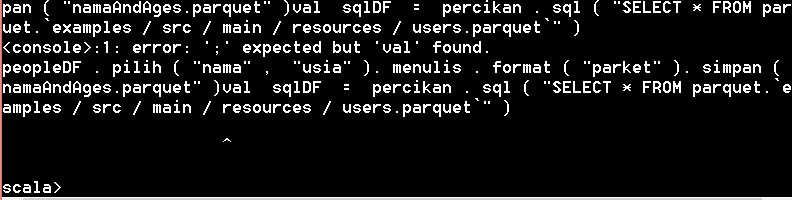 pan ( "namaAndAges.parquet" )val  sqlDF  =  percikan . sql ( "SELECT * FROM parq
uet.`examples / src / main / resources / users.parquet`" )
<console>:1: error: ';' expected but 'val' found.
peopleDF . pilih ( "nama" ,  "usia" ). menulis . format ( "parket" ). simpan ( "
namaAndAges.parquet" )val  sqlDF  =  percikan . sql ( "SELECT * FROM parquet.`ex
amples / src / main / resources / users.parquet`" )
^
scala>